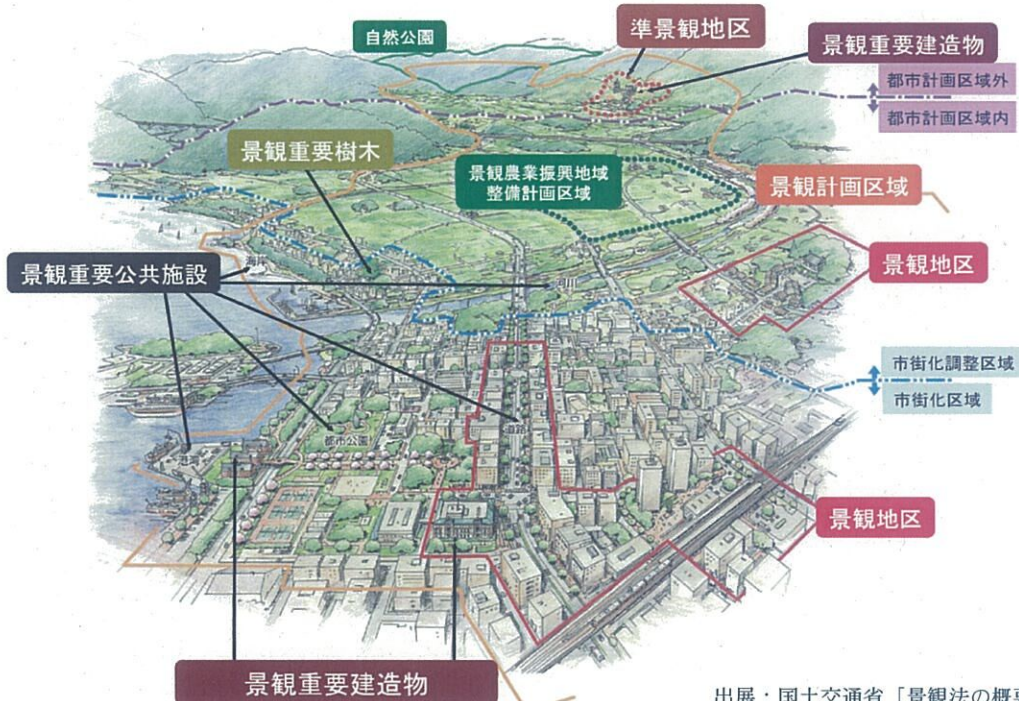 自然公園
準景観地区
景観重要建造物
都市計画区域外
都市計画区域内
景観重要樹木
景観農業振興地域
整備計画区域
景観計画区域
景観地区
景観重要公共施設
海岸
河川
市街化調整区域
市街化区域
道路
都市公園
港湾
景観地区
景観重要建造物
出展：国土交通省「景観法の概要